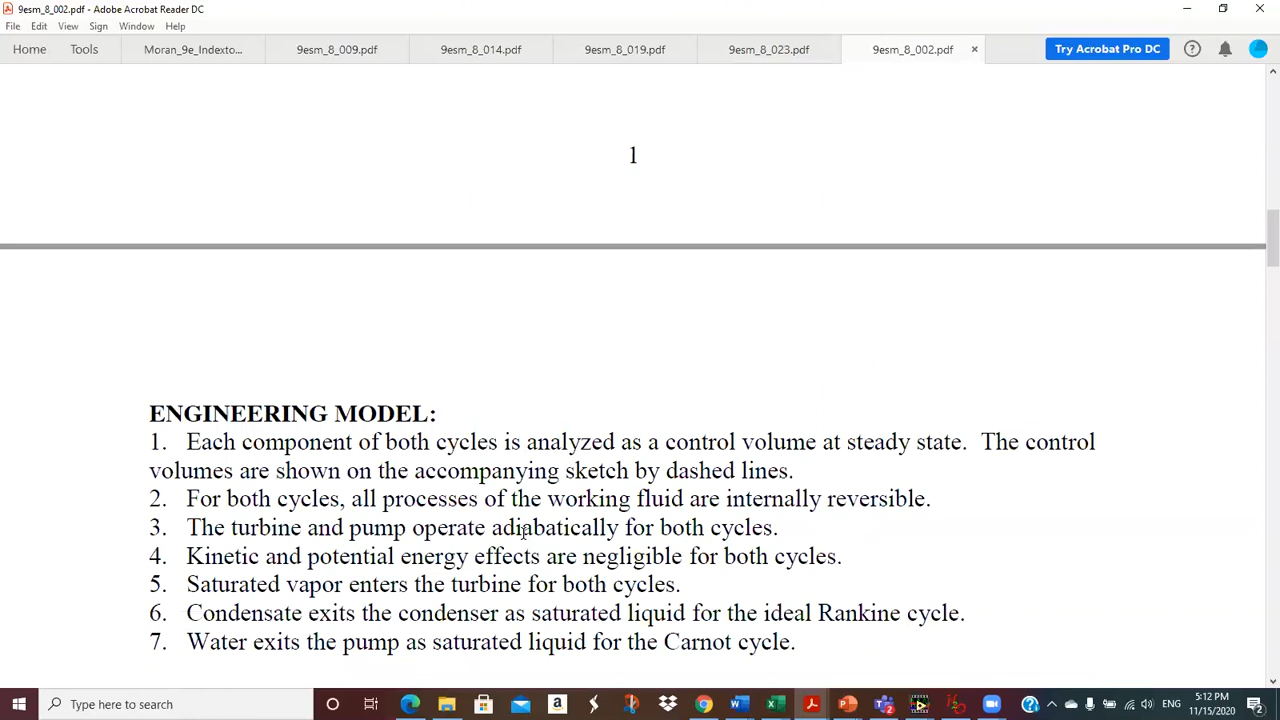 9esm_8_002.pdf - Adobe Acrobat Reader DC
File Edit View Sign Window Help
Home Tools Moran_9e_Indexto... 9esm_8_009.pdf 9esm_8_014.pdf 9esm_8_019.pdf 9esm_8_023.pdf 9esm_8_002.pdf × Try Acrobat Pro DC
1
ENGINEERING MODEL:
1. Each component of both cycles is analyzed as a control volume at steady state. The control
volumes are shown on the accompanying sketch by dashed lines.
2. For both cycles, all processes of the working fluid are internally reversible.
3. The turbine and pump operate adiabatically for both cycles.
4. Kinetic and potential energy effects are negligible for both cycles.
5. Saturated vapor enters the turbine for both cycles.
6. Condensate exits the condenser as saturated liquid for the ideal Rankine cycle.
7. Water exits the pump as saturated liquid for the Carnot cycle.
Type here to search
ENG
5:12 PM
11/15/2020